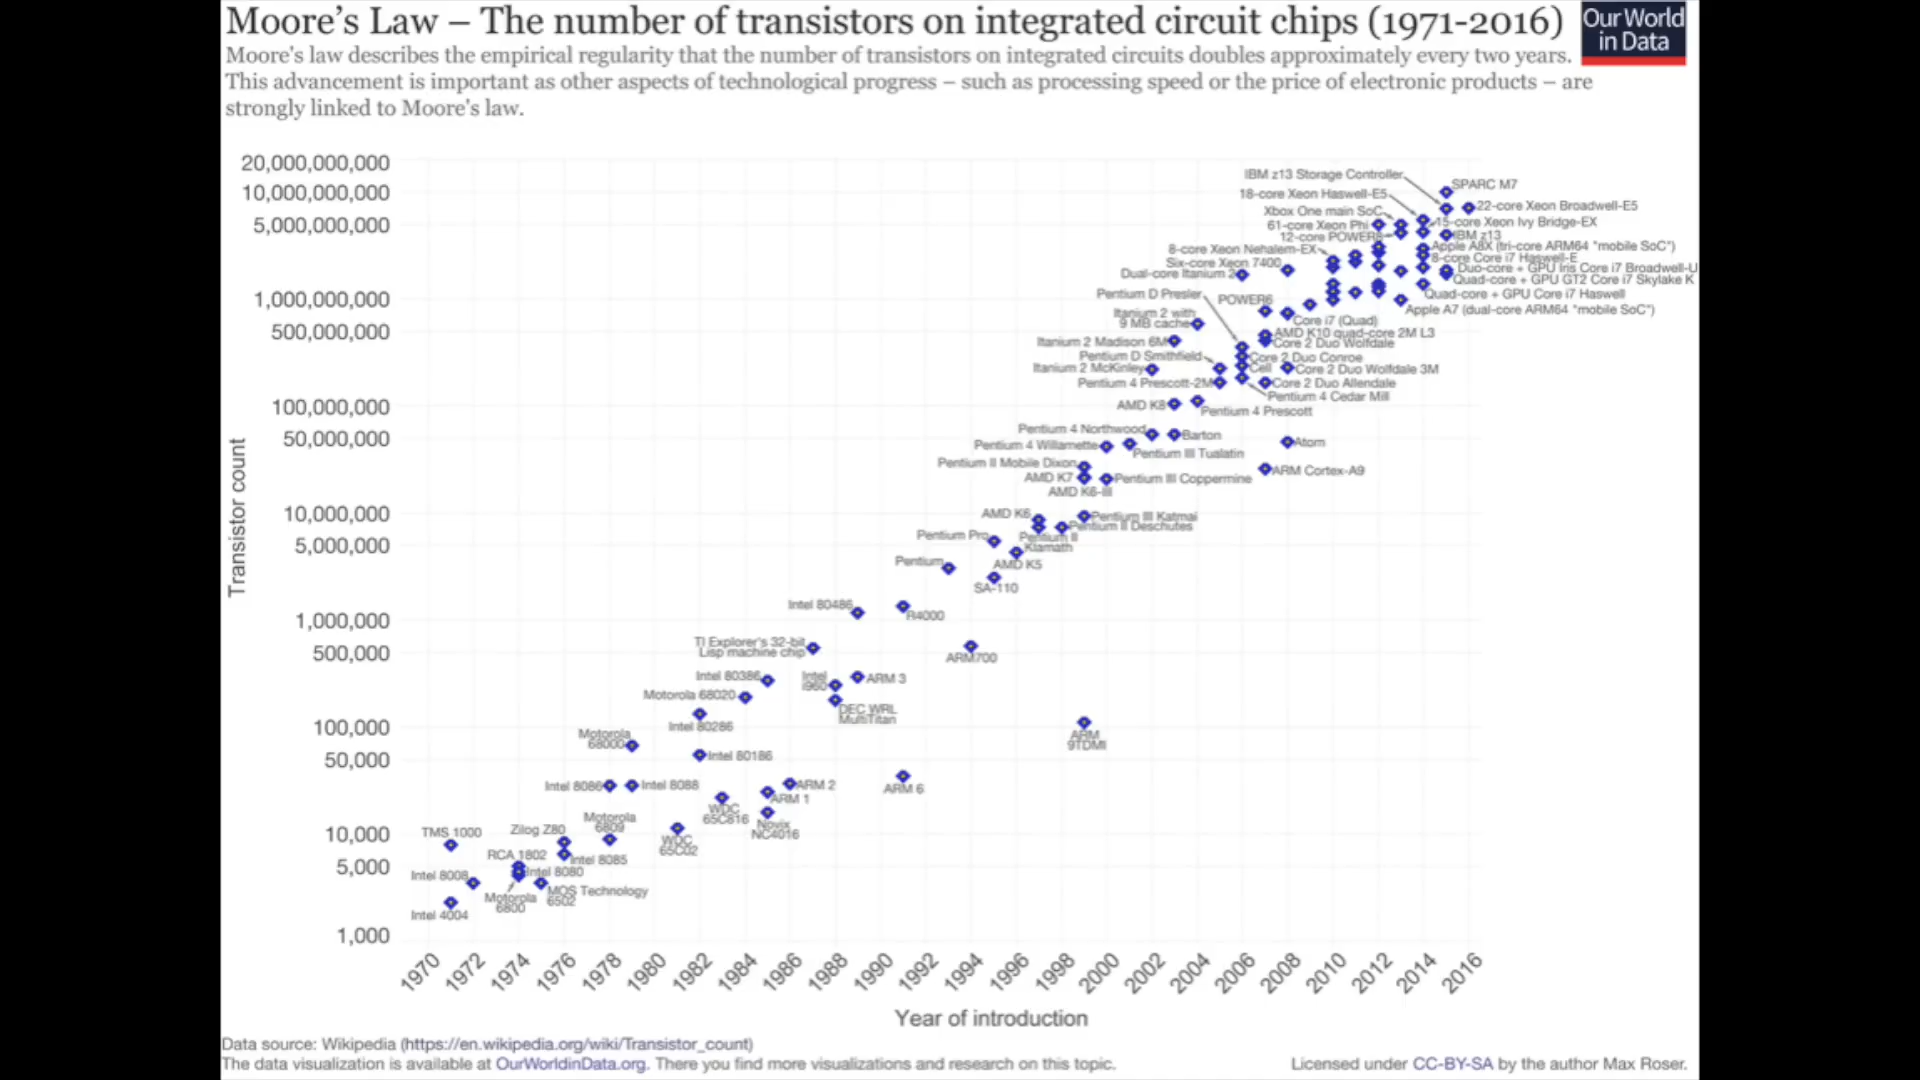 Moore's Law – The number of transistors on integrated circuit chips (1971-2016)
Our World
in Data
Moore's law describes the empirical regularity that the number of transistors on integrated circuits doubles approximately every two years.
This advancement is important as other aspects of technological progress – such as processing speed or the price of electronic products – are
strongly linked to Moore's law.
Transistor count
20,000,000,000
10,000,000,000
5,000,000,000
1,000,000,000
500,000,000
100,000,000
50,000,000
10,000,000
5,000,000
1,000,000
500,000
100,000
50,000
10,000
5,000
1,000
IBM z13 Storage Controller
SPARC M7
18-core Xeon Haswell-E5
22-core Xeon Broadwell-E5
Xbox One main SoC
15-core Xeon Ivy Bridge-EX
61-core Xeon Phi
12-core POWER8
IBM z13
Apple A8X (tri-core ARM64 "mobile SoC")
8-core Xeon Nehalem-EX
8-core Core i7 Haswell-E
Six-core Xeon 7400
Duo-core + GPU Iris Core i7 Broadwell-U
Dual-core Itanium 2
Quad-core + GPU GT2 Core i7 Skylake K
Pentium D Presler
POWER6
Quad-core + GPU Core i7 Haswell
Apple A7 (dual-core ARM64 "mobile SoC")
Itanium 2 with
9 MB cache
Core i7 (Quad)
AMD K10 quad-core 2M L3
Itanium 2 Madison 6M
Core 2 Duo Wolfdale
Pentium D Smithfield
Core 2 Duo Conroe
Itanium 2 McKinley
Cell
Core 2 Duo Wolfdale 3M
Pentium 4 Prescott-2M
Core 2 Duo Allendale
Pentium 4 Cedar Mill
AMD K8
Pentium 4 Prescott
Pentium 4 Northwood
Barton
Pentium 4 Willamette
Atom
Pentium III Tualatin
Pentium II Mobile Dixon
ARM Cortex-A9
AMD K7
Pentium III Coppermine
AMD K6-III
AMD K6
Pentium III Katmai
Pentium II Deschutes
Pentium Pro
Pentium II
Klamath
Pentium
AMD K5
SA-110
Intel 80486
R4000
TI Explorer's 32-bit
Lisp machine chip
ARM700
Intel 80386
Intel
i960
ARM 3
Motorola 68020
DEC WRL
MultiTitan
Intel 80286
Motorola
68000
ARM
9TDMI
Intel 80186
Intel 8086
Intel 8088
ARM 2
ARM 6
ARM 1
WDC
65C816
Novix
NC4016
Motorola
6809
TMS 1000
Zilog Z80
WDC
65C02
RCA 1802
Intel 8085
Intel 8008
Intel 8080
MOS Technology
6502
Motorola
6800
Intel 4004
1970
1972
1974
1976
1978
1980
1982
1984
1986
1988
1990
1992
1994
1996
1998
2000
2002
2004
2006
2008
2010
2012
2014
2016
Year of introduction
Data source: Wikipedia (https://en.wikipedia.org/wiki/Transistor_count)
The data visualization is available at OurWorldinData.org. There you find more visualizations and research on this topic.
Licensed under CC-BY-SA by the author Max Roser.